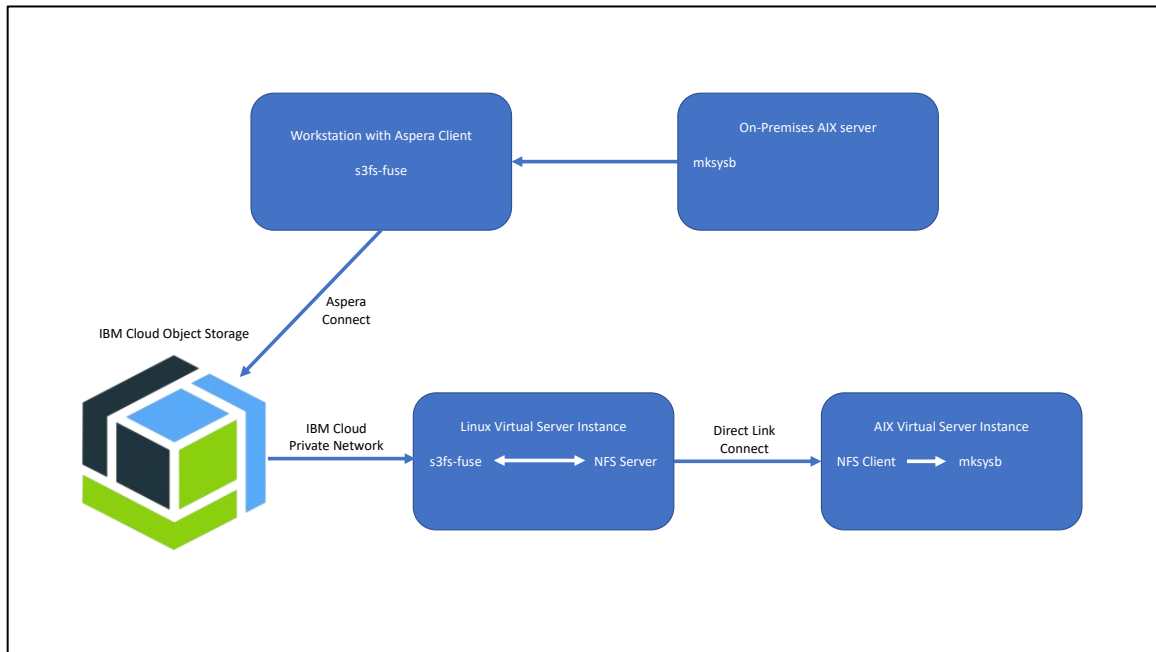 Workstation with Aspera Client
s3fs-fuse
On-Premises AIX server
mksysb
Aspera
Connect
IBM Cloud Object Storage
IBM Cloud
Private Network
Linux Virtual Server Instance
s3fs-fuse
NFS Server
Direct Link
Connect
AIX Virtual Server Instance
NFS Client
mksysb